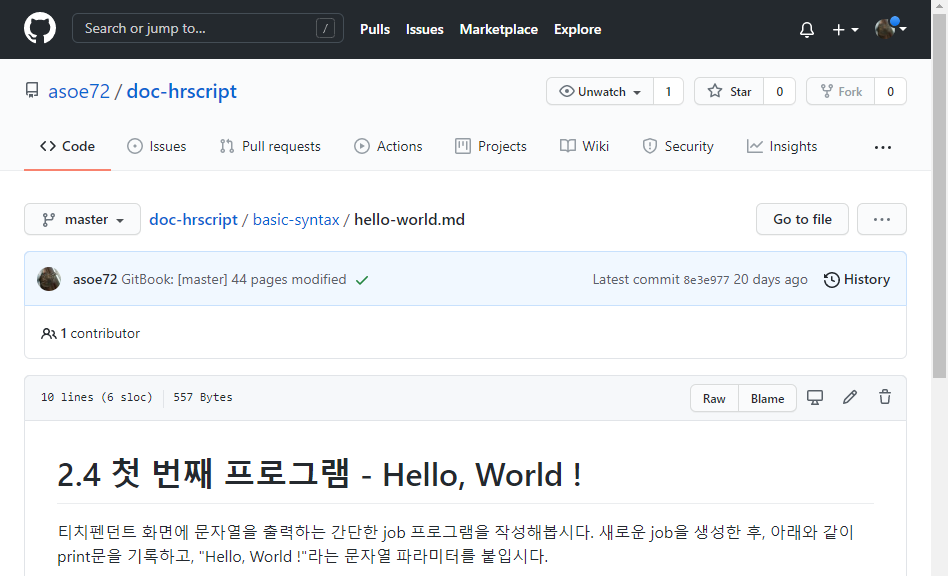 Search or jump to... /
Pulls Issues Marketplace Explore
asoe72 / doc-hrscript
Unwatch 1 Star 0 Fork 0
Code Issues Pull requests Actions Projects Wiki Security Insights ...
master doc-hrscript / basic-syntax / hello-world.md Go to file ...
asoe72 GitBook: [master] 44 pages modified Latest commit 8e3e977 20 days ago History
1 contributor
10 lines (6 sloc) 557 Bytes Raw Blame
2.4 첫 번째 프로그램 - Hello, World !
티치펜던트 화면에 문자열을 출력하는 간단한 job 프로그램을 작성해봅시다. 새로운 job을 생성한 후, 아래와 같이
print문을 기록하고, "Hello, World !"라는 문자열 파라미터를 붙입시다.